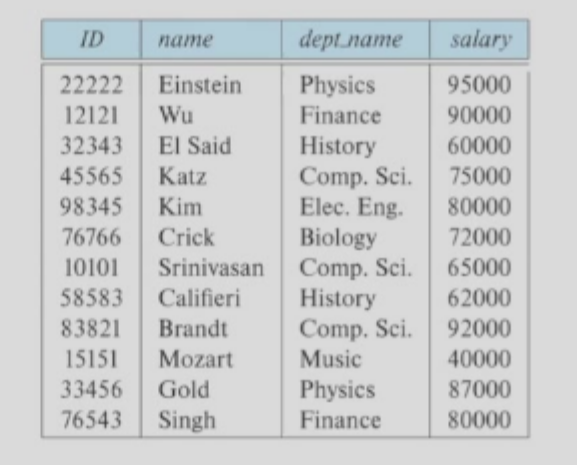 ID name dept_name salary
22222 Einstein Physics 95000
12121 Wu Finance 90000
32343 El Said History 60000
45565 Katz Comp. Sci. 75000
98345 Kim Elec. Eng. 80000
76766 Crick Biology 72000
10101 Srinivasan Comp. Sci. 65000
58583 Califieri History 62000
83821 Brandt Comp. Sci. 92000
15151 Mozart Music 40000
33456 Gold Physics 87000
76543 Singh Finance 80000